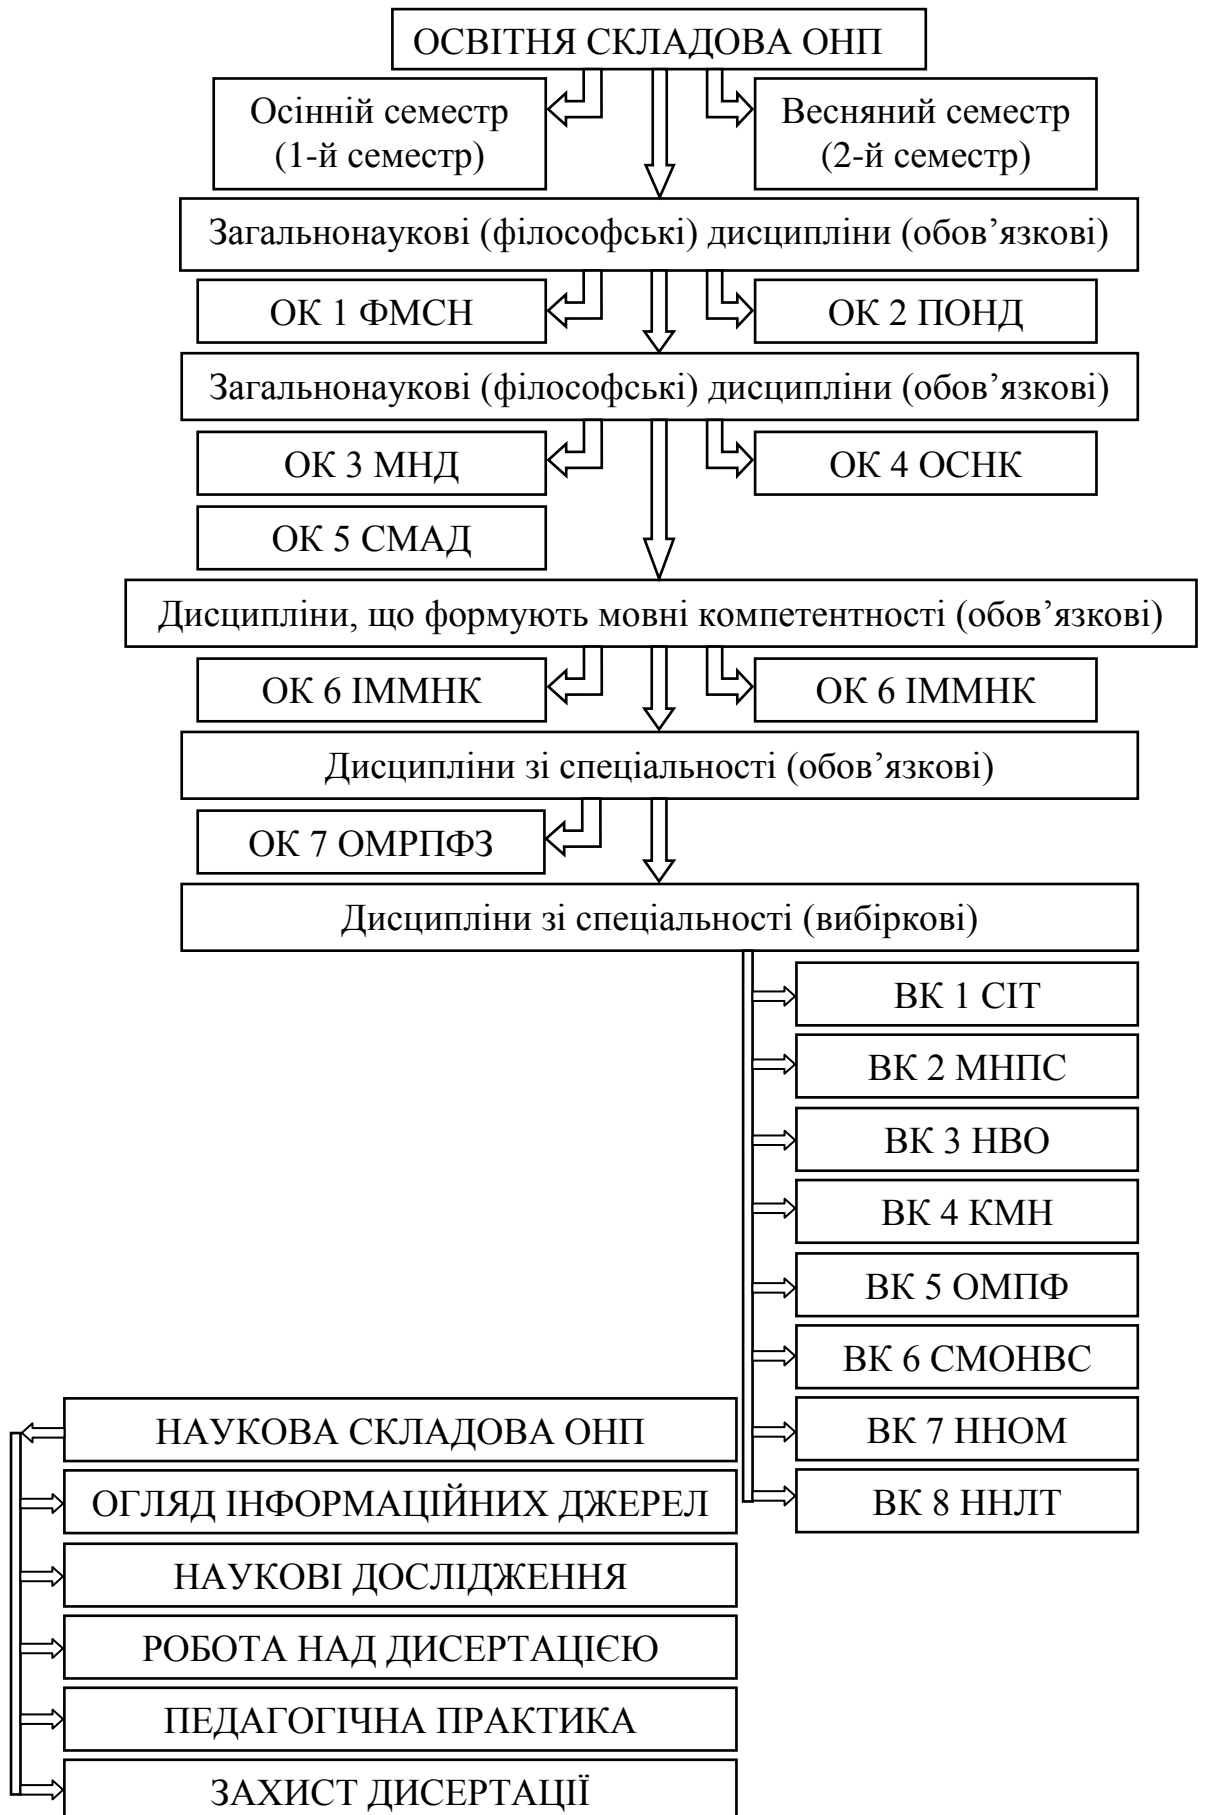 ОСВІТНЯ СКЛАДОВА ОНП
Осінній семестр
(1-й семестр)
Весняний семестр
(2-й семестр)
Загальнонаукові (філософські) дисципліни (обов’язкові)
ОК 1 ФМСН
ОК 2 ПОНД
Загальнонаукові (філософські) дисципліни (обов’язкові)
ОК 3 МНД
ОК 4 ОСНК
ОК 5 СМАД
Дисципліни, що формують мовні компетентності (обов’язкові)
ОК 6 ІММНК
ОК 6 ІММНК
Дисципліни зі спеціальності (обов’язкові)
ОК 7 ОМРПФЗ
Дисципліни зі спеціальності (вибіркові)
ВК 1 СІТ
ВК 2 МНПС
ВК 3 НВО
ВК 4 КМН
ВК 5 ОМПФ
ВК 6 СМОНВС
ВК 7 ННОМ
ВК 8 ННЛТ
НАУКОВА СКЛАДОВА ОНП
ОГЛЯД ІНФОРМАЦІЙНИХ ДЖЕРЕЛ
НАУКОВІ ДОСЛІДЖЕННЯ
РОБОТА НАД ДИСЕРТАЦІЄЮ
ПЕДАГОГІЧНА ПРАКТИКА
ЗАХИСТ ДИСЕРТАЦІЇ